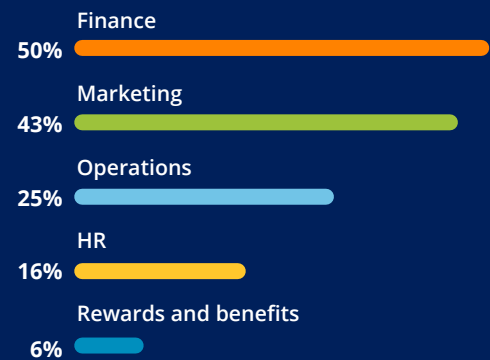 Finance
50%
Marketing
43%
Operations
25%
HR
16%
Rewards and benefits
6%